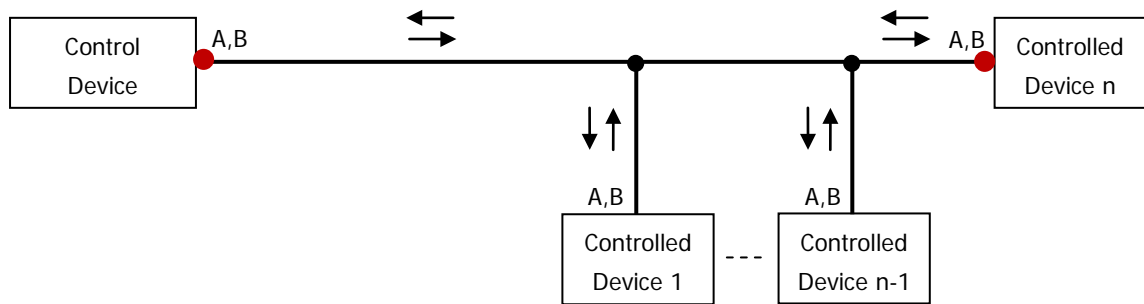 Control
Device
A,B
A,B
Controlled
Device n
A,B
Controlled
Device 1
A,B
Controlled
Device n-1